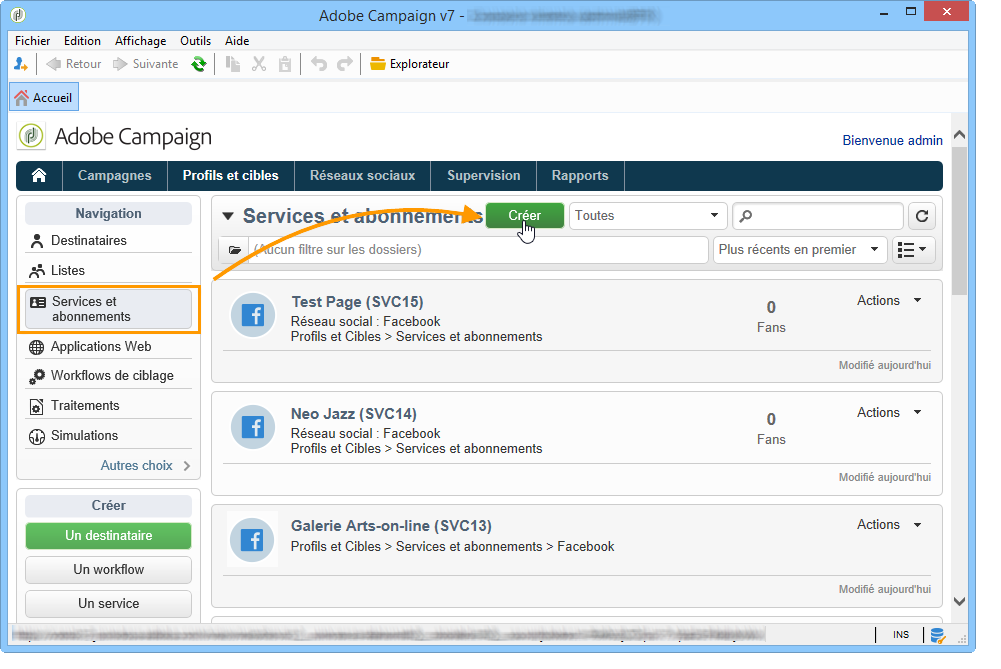 Adobe Campaign v7 -
Fichier Edition Affichage Outils Aide
Retour Suivante Explorateur
Accueil
Adobe Campaign
Bienvenue admin
Campagnes Profils et cibles Réseaux sociaux Supervision Rapports
Navigation
Destinataires
Listes
Services et
abonnements
Applications Web
Workflows de ciblage
Traitements
Simulations
Autres choix
Créer
Un destinataire
Un workflow
Un service
Services et abonnements Créer Toutes
(Aucun filtre sur les dossiers) Plus récents en premier
Test Page (SVC15)
Réseau social : Facebook
Profils et Cibles > Services et abonnements
0
Fans
Actions
Modifié aujourd'hui
Neo Jazz (SVC14)
Réseau social : Facebook
Profils et Cibles > Services et abonnements
0
Fans
Actions
Modifié aujourd'hui
Galerie Arts-on-line (SVC13)
Profils et Cibles > Services et abonnements > Facebook
Actions
Modifié aujourd'hui
INS